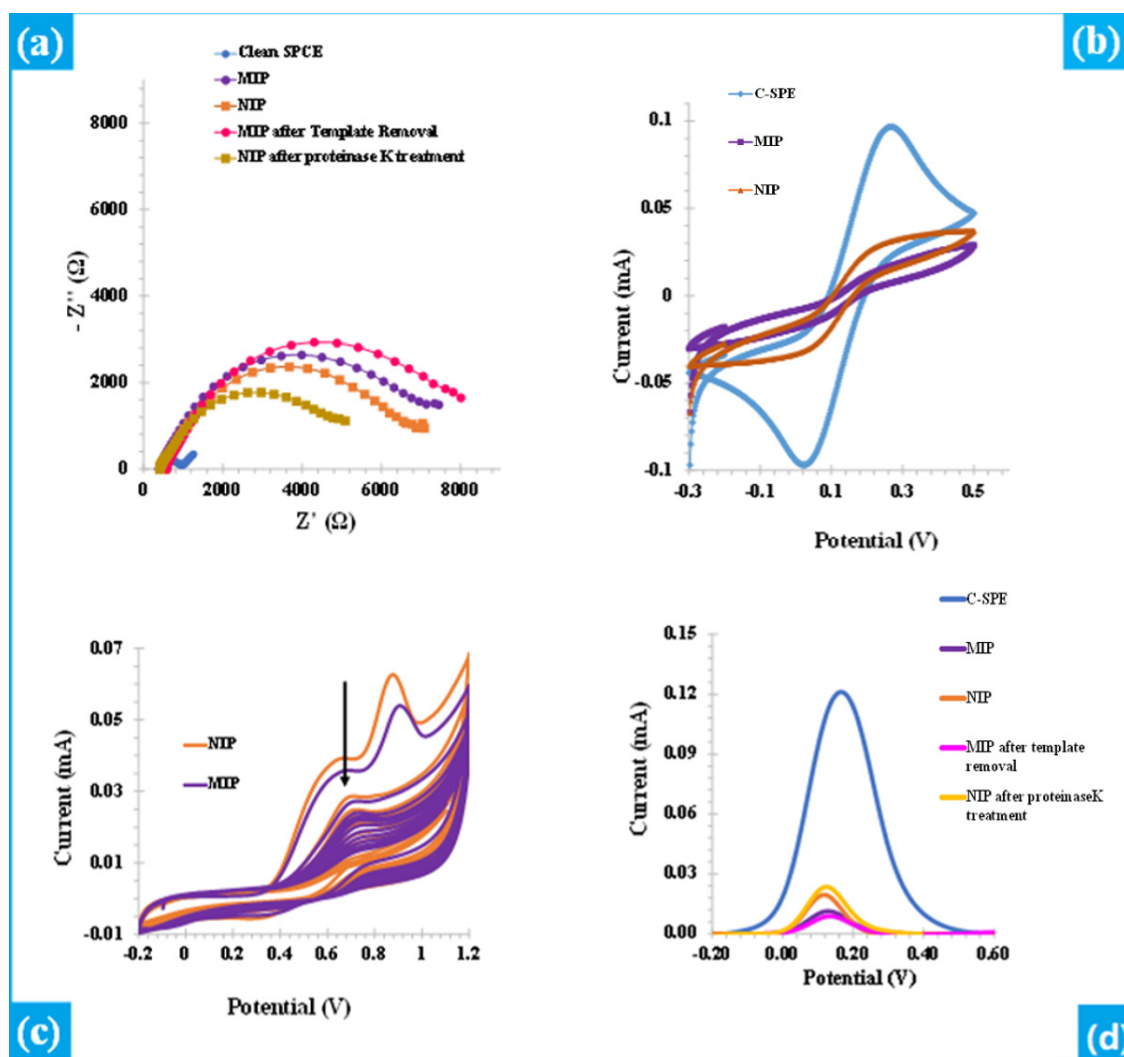 (a)
Clean SPCE
MIP
NIP
MIP after Template Removal
NIP after proteinase K treatment
8000
6000
4000
2000
0
- Z'' (Ω)
0 2000 4000 6000 8000
Z' (Ω)
(b)
C-SPE
MIP
NIP
0.1
0.05
0
-0.05
-0.1
Current (mA)
-0.3 -0.1 0.1 0.3 0.5
Potential (V)
0.07
0.05
0.03
0.01
-0.01
Current (mA)
NIP
MIP
-0.2 0 0.2 0.4 0.6 0.8 1 1.2
Potential (V)
(c)
C-SPE
MIP
NIP
MIP after template
removal
NIP after proteinaseK
treatment
0.15
0.12
0.09
0.06
0.03
0.00
Current (mA)
-0.20 0.00 0.20 0.40 0.60
Potential (V)
(d)